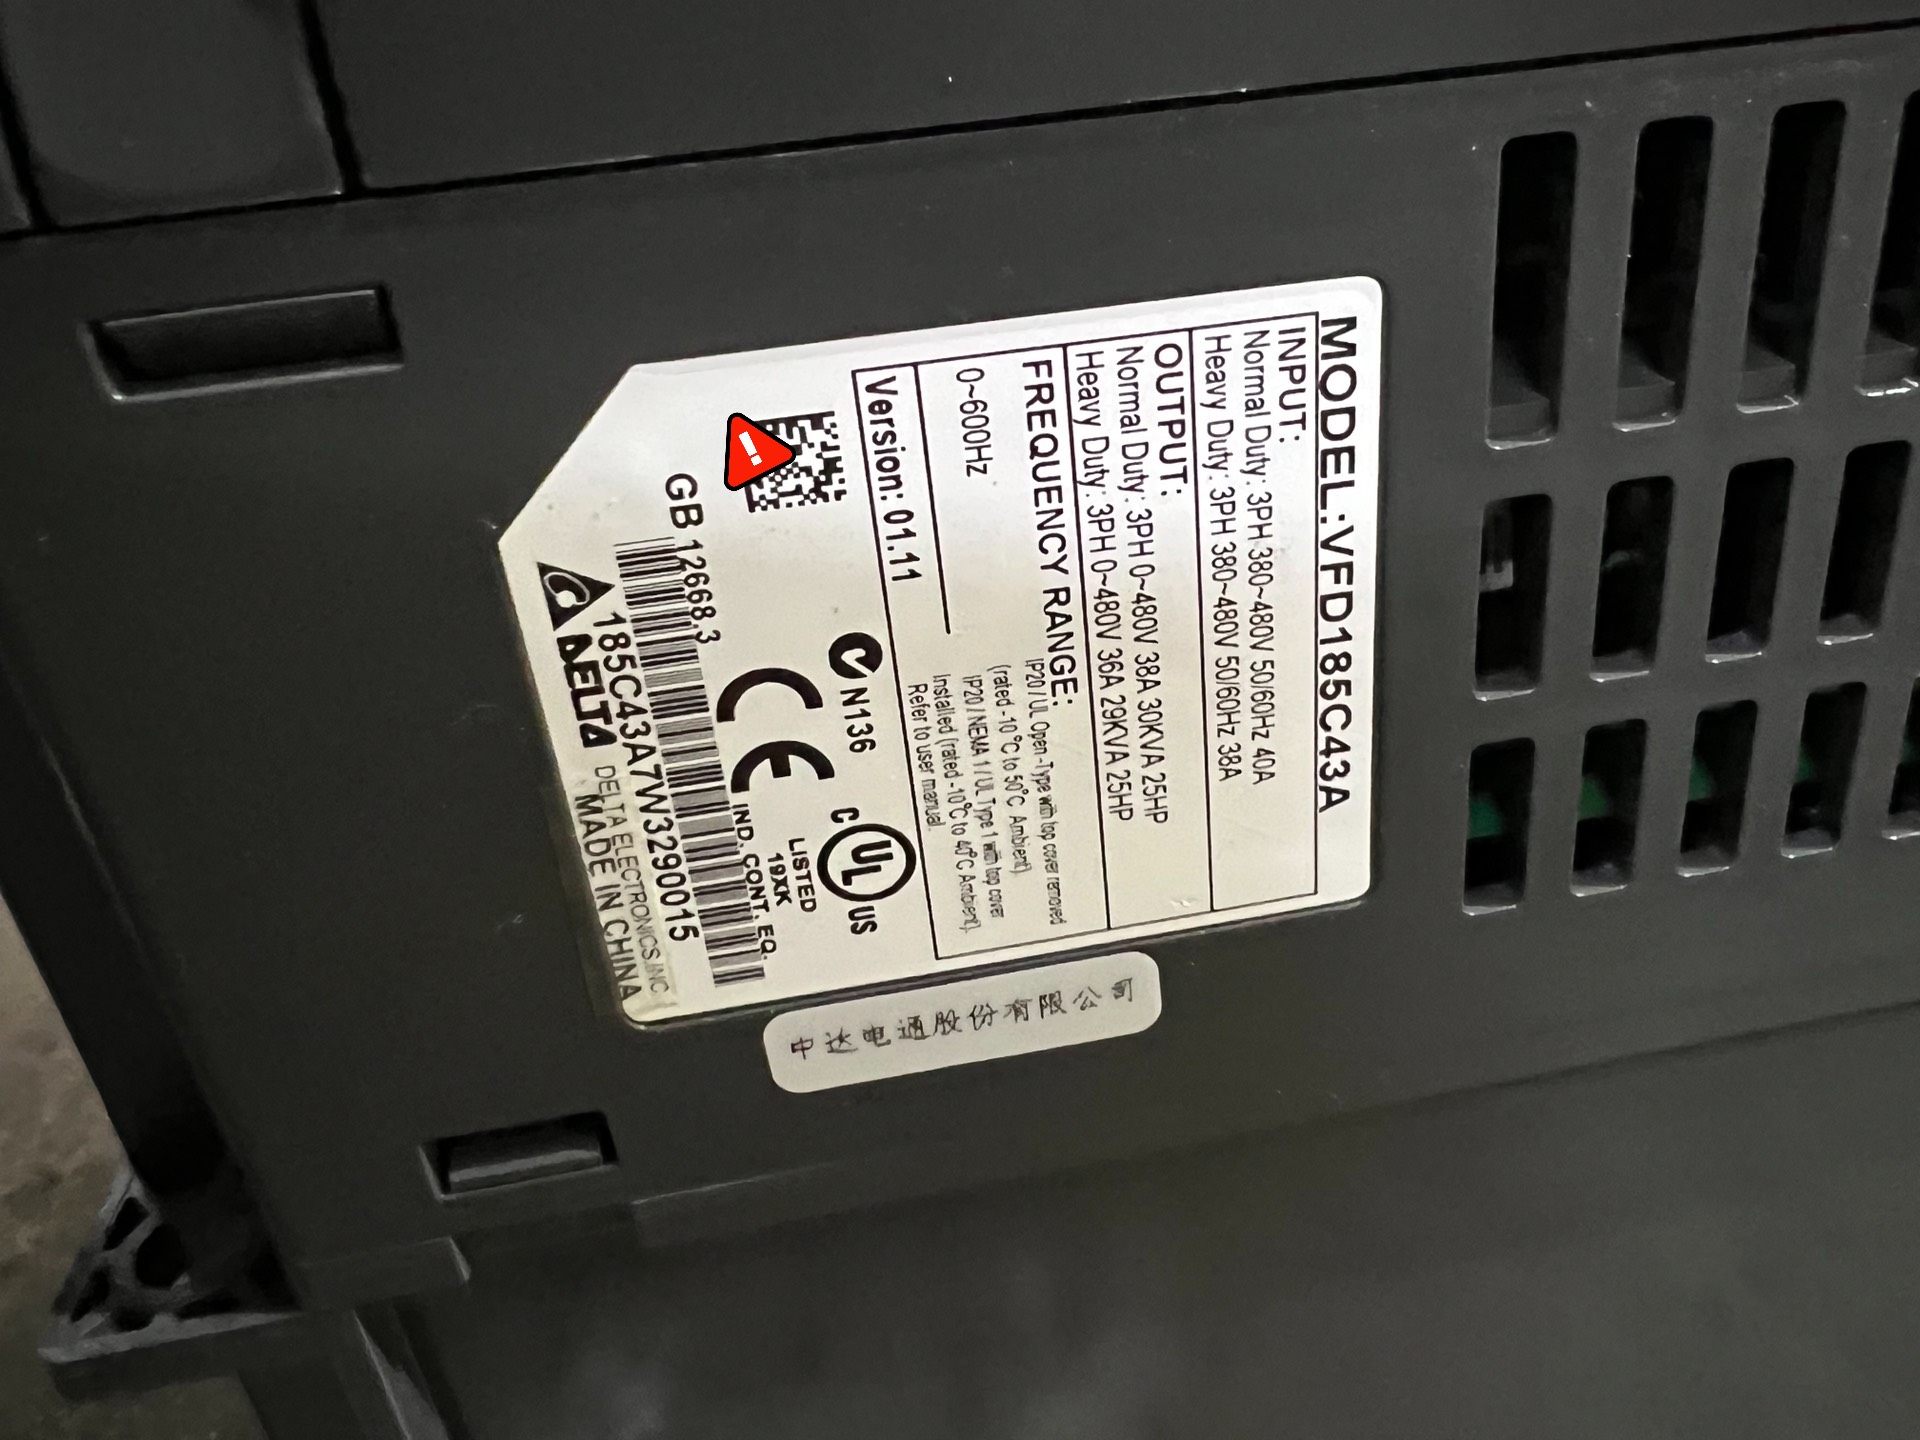 MODEL:VFD185C43A
INPUT:
Normal Duty: 3PH 380~480V 50/60Hz 40A
Heavy Duty: 3PH 380~480V 50/60Hz 38A
OUTPUT:
Normal Duty: 3PH 0~480V 38A 30KVA 25HP
Heavy Duty: 3PH 0~480V 36A 29KVA 25HP
FREQUENCY RANGE:
0~600Hz
IP20 / UL Open -Type with top cover removed
(rated -10 °C to 50°C Ambient)
IP20 / NEMA 1 / UL Type 1 with top cover
Installed (rated -10°C to 40°C Ambient).
Refer to user manual.
Version: 01.11
N136
C UL US
LISTED
19XK
IND. CONT. EQ.
CE
GB 12668.3
185C43A7W3290015
DELTA
DELTA ELECTRONICS.INC
MADE IN CHINA
中达电通股份有限公司
!